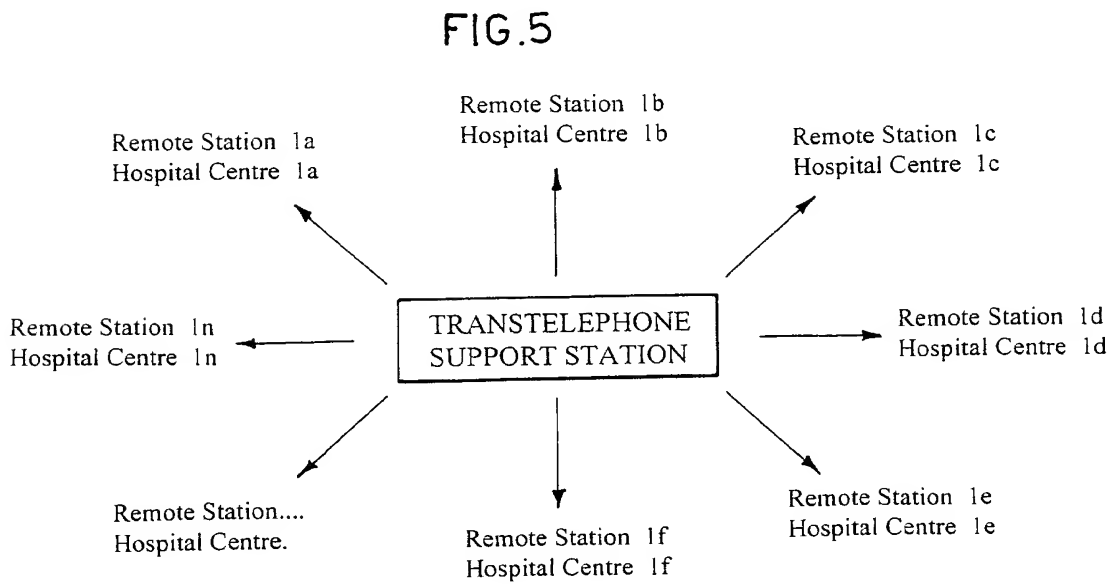 FIG.5
Remote Station 1b
Hospital Centre 1b
Remote Station 1a
Hospital Centre 1a
Remote Station 1c
Hospital Centre 1c
TRANSTELEPHONE
SUPPORT STATION
Remote Station 1n
Hospital Centre 1n
Remote Station 1d
Hospital Centre 1d
Remote Station....
Hospital Centre.
Remote Station 1f
Hospital Centre 1f
Remote Station 1e
Hospital Centre 1e